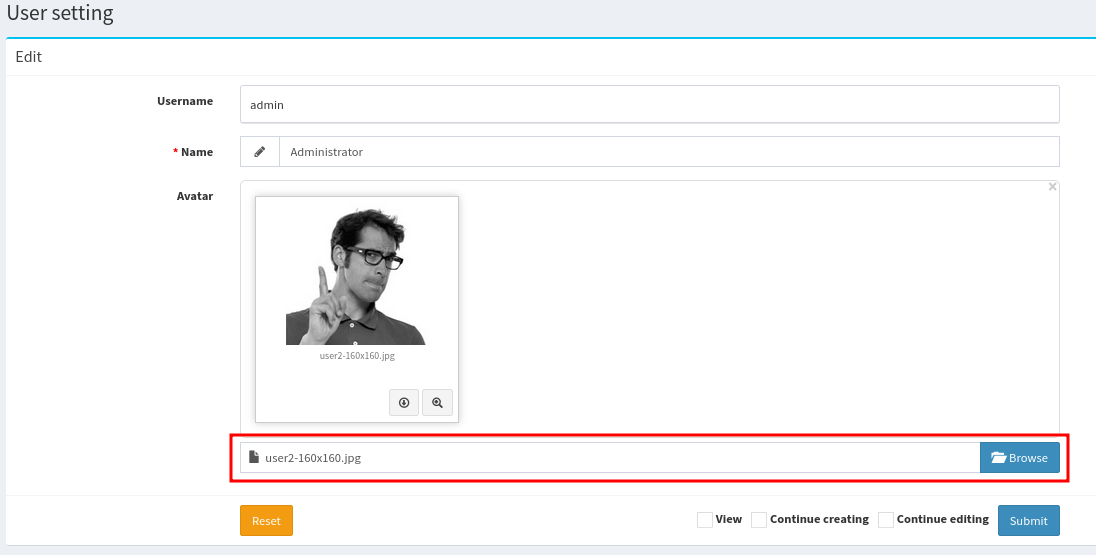 User setting
Edit
Username
admin
* Name
Administrator
Avatar
×
user2-160x160.jpg
user2-160x160.jpg
Browse
Reset
View
Continue creating
Continue editing
Submit